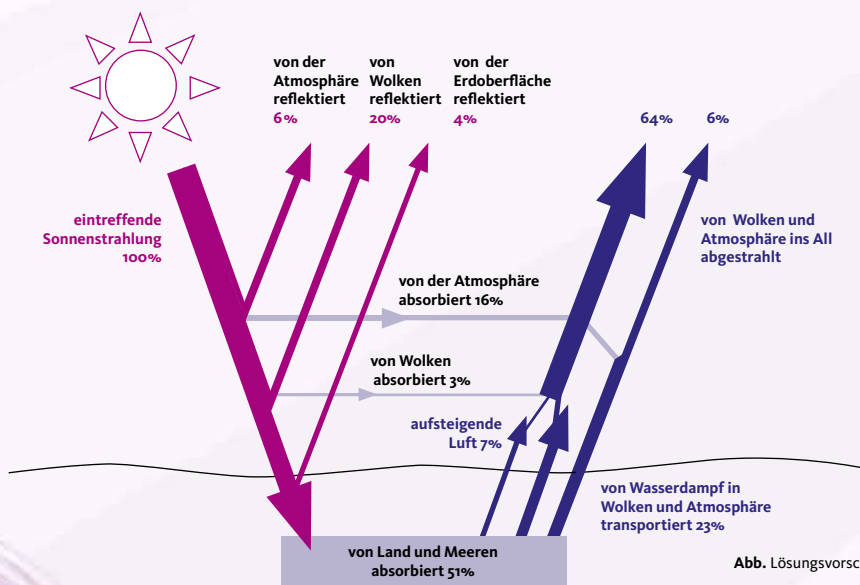 von der
Atmosphäre
reflektiert
6%
von
Wolken
reflektiert
20%
von der
Erdoberfläche
reflektiert
4%
64%
6%
eintreffende
Sonnenstrahlung
100%
von Wolken und
Atmosphäre ins All
abgestrahlt
von der Atmosphäre
absorbiert 16%
von Wolken
absorbiert 3%
aufsteigende
Luft 7%
von Wasserdampf in
Wolken und Atmosphäre
transportiert 23%
von Land und Meeren
absorbiert 51%
Abb. Lösungsvorsc